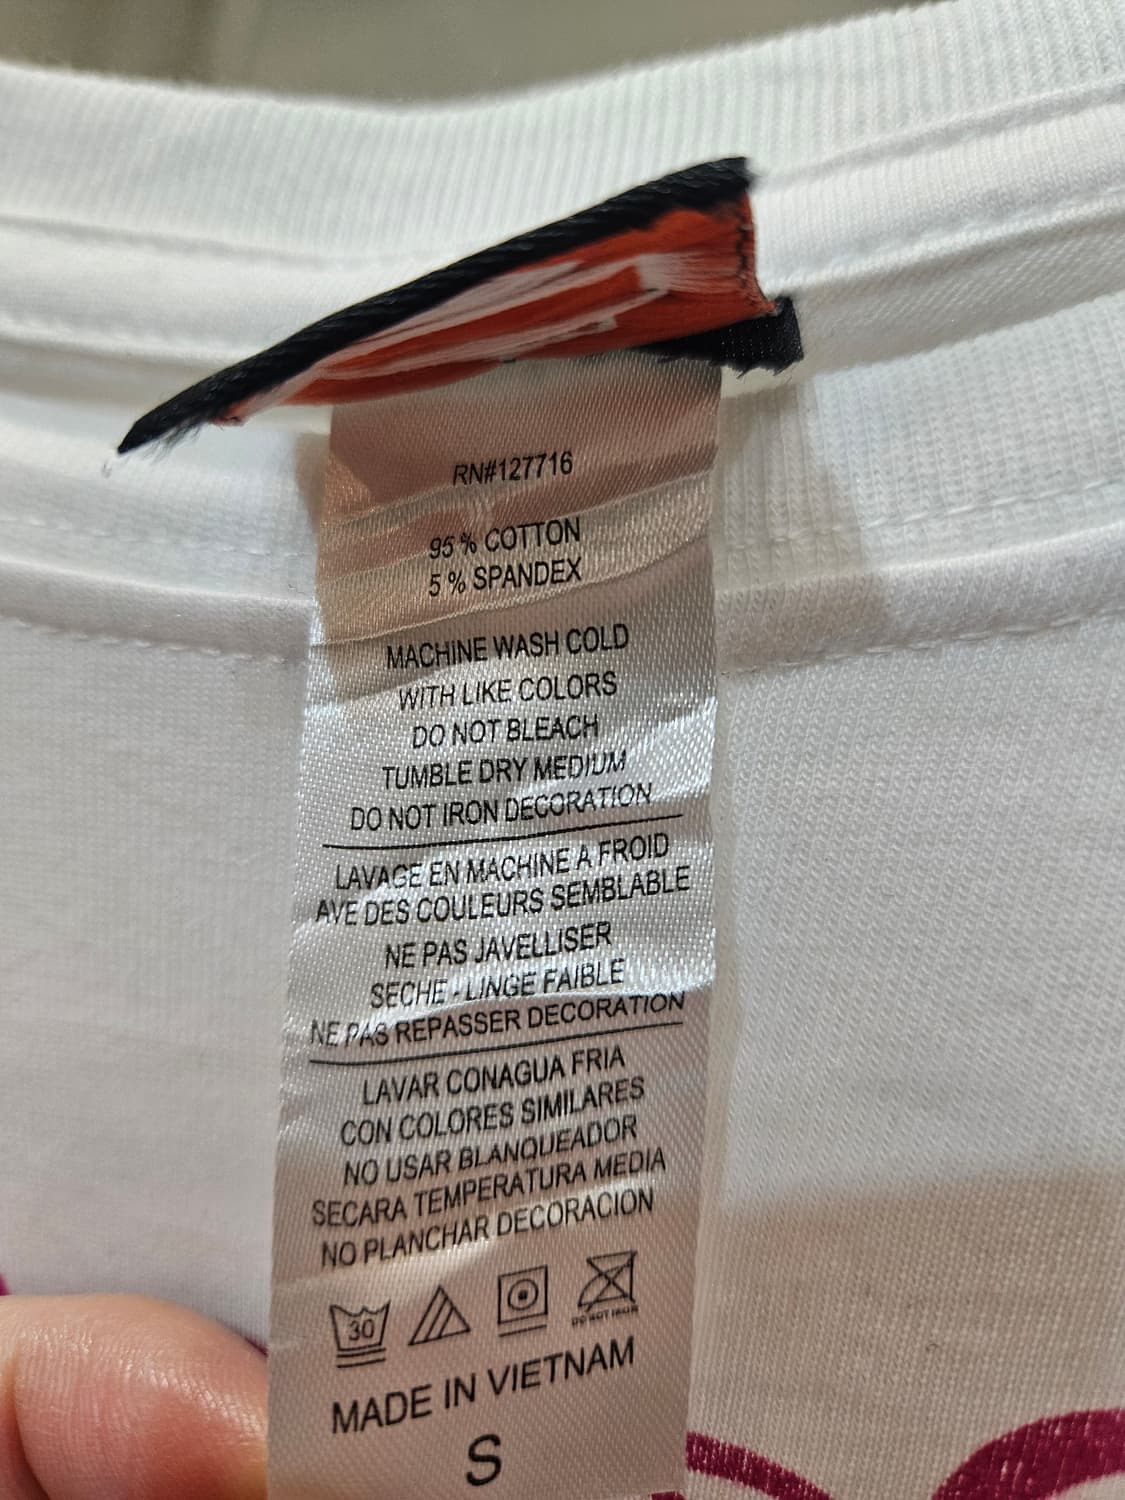 RN#127716
95 % COTTON
5 % SPANDEX
MACHINE WASH COLD
WITH LIKE COLORS
DO NOT BLEACH
TUMBLE DRY MEDIUM
DO NOT IRON DECORATION
LAVAGE EN MACHINE A FROID
AVE DES COULEURS SEMBLABLE
NE PAS JAVELLISER
SECHE - LINGE FAIBLE
NE PAS REPASSER DECORATION
LAVAR CONAGUA FRIA
CON COLORES SIMILARES
NO USAR BLANQUEADOR
SECARA TEMPERATURA MEDIA
NO PLANCHAR DECORACION
30
DO NOT IRON
MADE IN VIETNAM
S